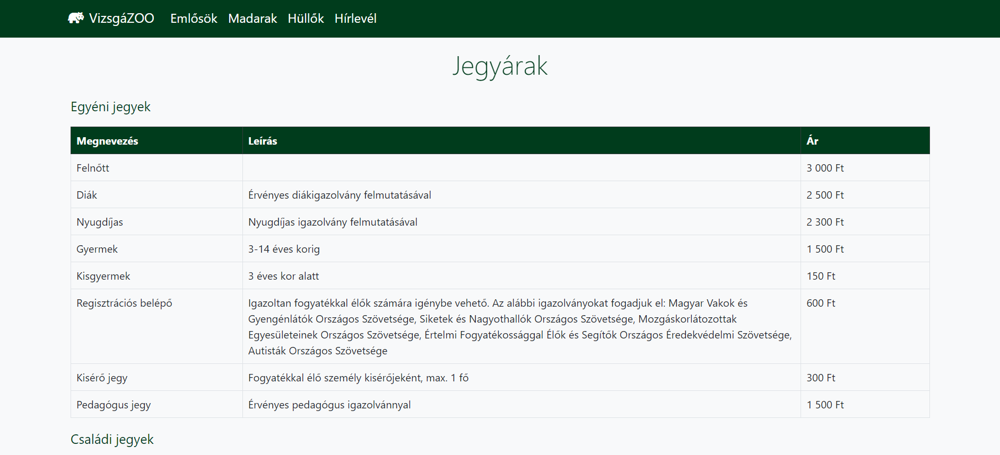 VizsgáZOO Emlősök Madarak Hüllők Hírlevél
Jegyárak
Egyéni jegyek
Megnevezés Leírás Ár
Felnőtt 3 000 Ft
Diák Érvényes diákigazolvány felmutatásával 2 500 Ft
Nyugdíjas Nyugdíjas igazolvány felmutatásával 2 300 Ft
Gyermek 3-14 éves korig 1 500 Ft
Kisgyermek 3 éves kor alatt 150 Ft
Regisztrációs belépő Igazoltan fogyatékkal élők számára igénybe vehető. Az alábbi igazolványokat fogadjuk el: Magyar Vakok és 600 Ft
Gyengénlátók Országos Szövetsége, Siketek és Nagyothallók Országos Szövetsége, Mozgáskorlátozottak
Egyesületeinek Országos Szövetsége, Értelmi Fogyatékossággal Élők és Segítők Országos Éredekvédelmi Szövetsége,
Autisták Országos Szövetsége
Kisérő jegy Fogyatékkal élő személy kisérőjeként, max. 1 fő 300 Ft
Pedagógus jegy Érvényes pedagógus igazolvánnyal 1 500 Ft
Családi jegyek